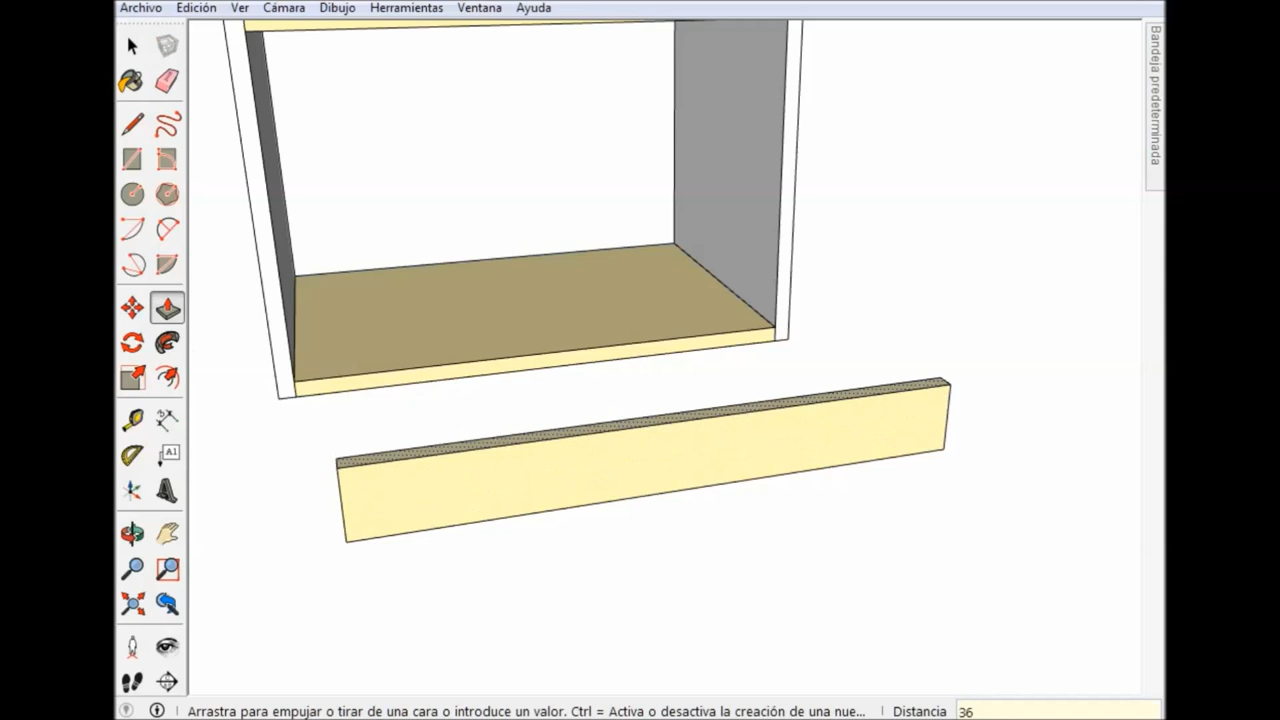 Archivo Edición Ver Cámara Dibujo Herramientas Ventana Ayuda
Bandeja predeterminada
A1
Arrastra para empujar o tirar de una cara o introduce un valor. Ctrl = Activa o desactiva la creación de una nue... Distancia 36